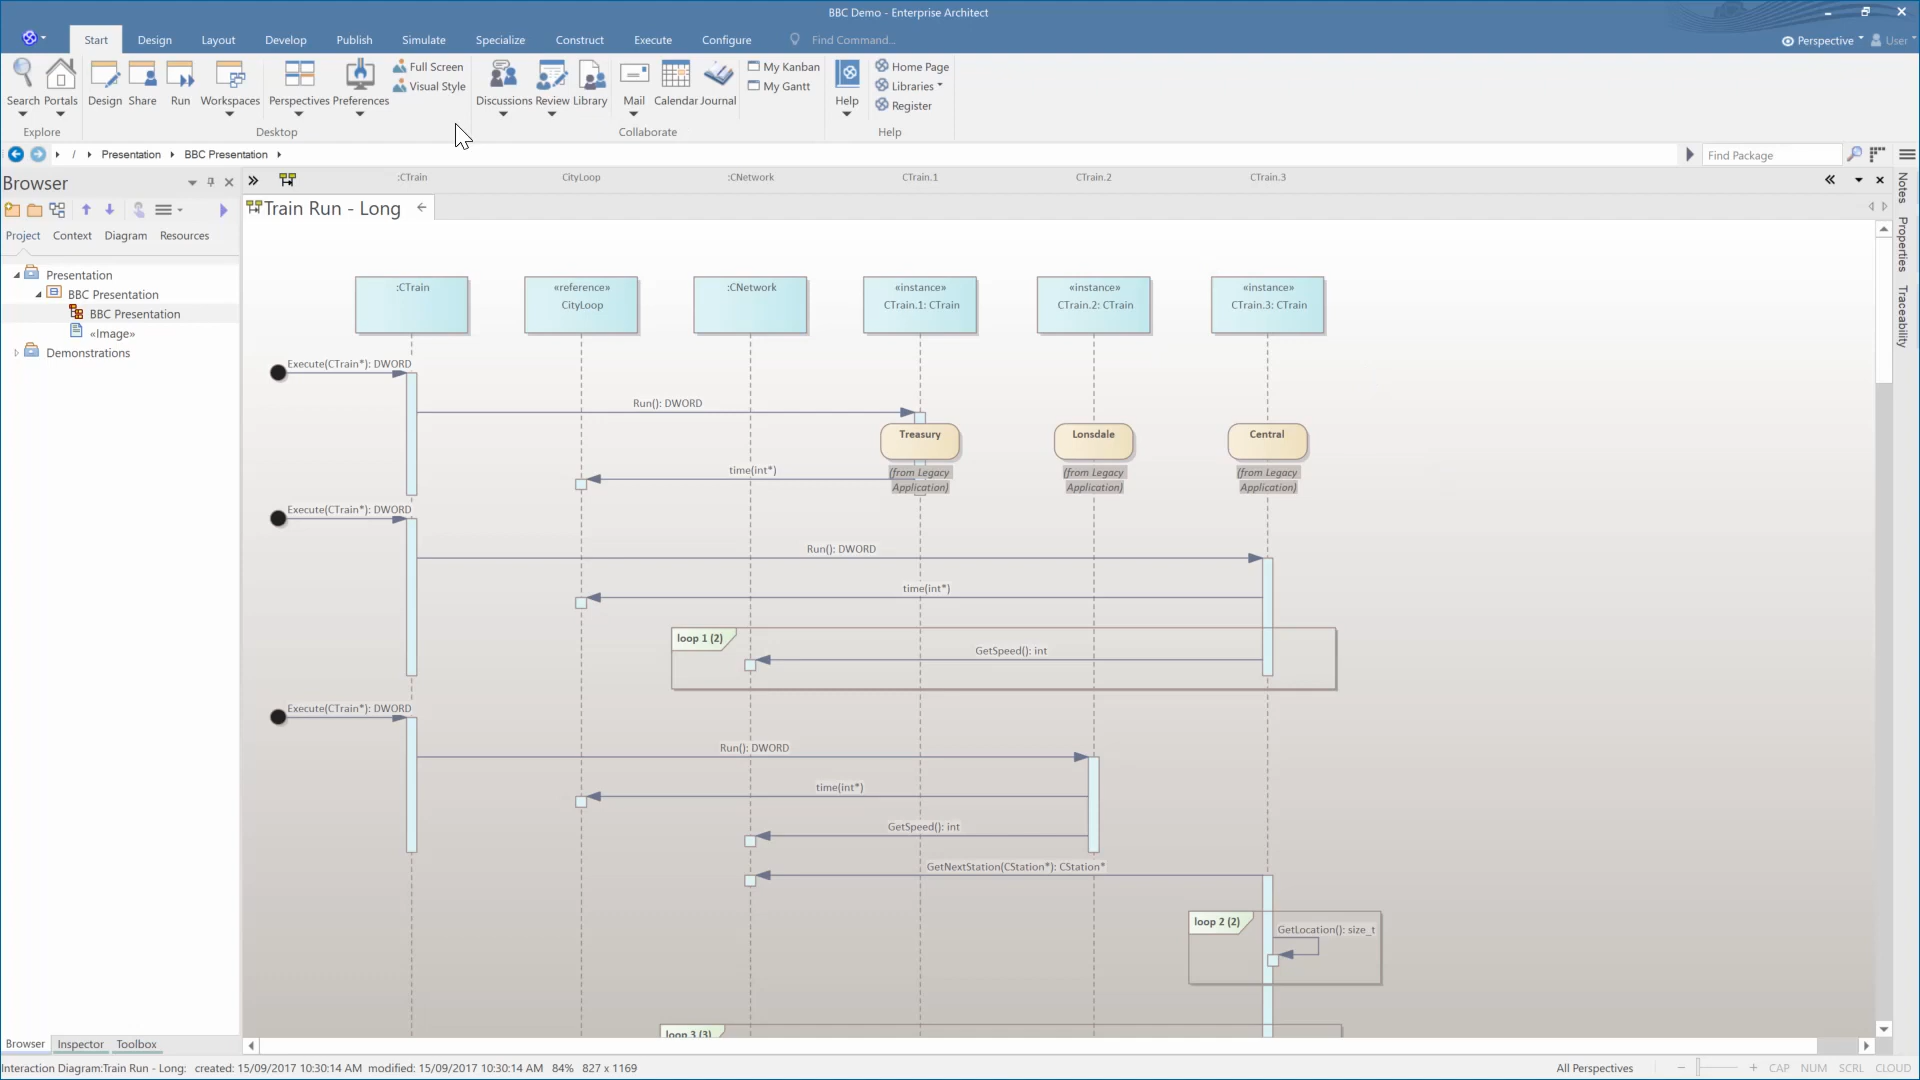 BBC Demo - Enterprise Architect
Start
Design
Layout
Develop
Publish
Simulate
Specialize
Construct
Execute
Configure
Find Command...
Perspective
User
Search
Portals
Design
Share
Run
Workspaces
Perspectives
Preferences
Full Screen
Visual Style
Discussions
Review
Library
Mail
Calendar
Journal
My Kanban
My Gantt
Help
Home Page
Libraries
Register
Explore
Desktop
Collaborate
Help
/
Presentation
BBC Presentation
Find Package
Browser
:CTrain
CityLoop
:CNetwork
CTrain.1
CTrain.2
CTrain.3
Train Run - Long
Project
Context
Diagram
Resources
Presentation
BBC Presentation
BBC Presentation
«Image»
Demonstrations
:CTrain
«reference»
CityLoop
:CNetwork
«instance»
CTrain.1: CTrain
«instance»
CTrain.2: CTrain
«instance»
CTrain.3: CTrain
Execute(CTrain*): DWORD
Run(): DWORD
Treasury
(from Legacy
Application)
Lonsdale
(from Legacy
Application)
Central
(from Legacy
Application)
time(int*)
Execute(CTrain*): DWORD
Run(): DWORD
time(int*)
loop 1 (2)
GetSpeed(): int
Execute(CTrain*): DWORD
Run(): DWORD
time(int*)
GetSpeed(): int
GetNextStation(CStation*): CStation*
loop 2 (2)
GetLocation(): size_t
loop 3 (3)
Notes
Properties
Traceability
Browser
Inspector
Toolbox
Interaction Diagram:Train Run - Long: created: 15/09/2017 10:30:14 AM modified: 15/09/2017 10:30:14 AM 84% 827 x 1169
All Perspectives
CAP
NUM
SCRL
CLOUD